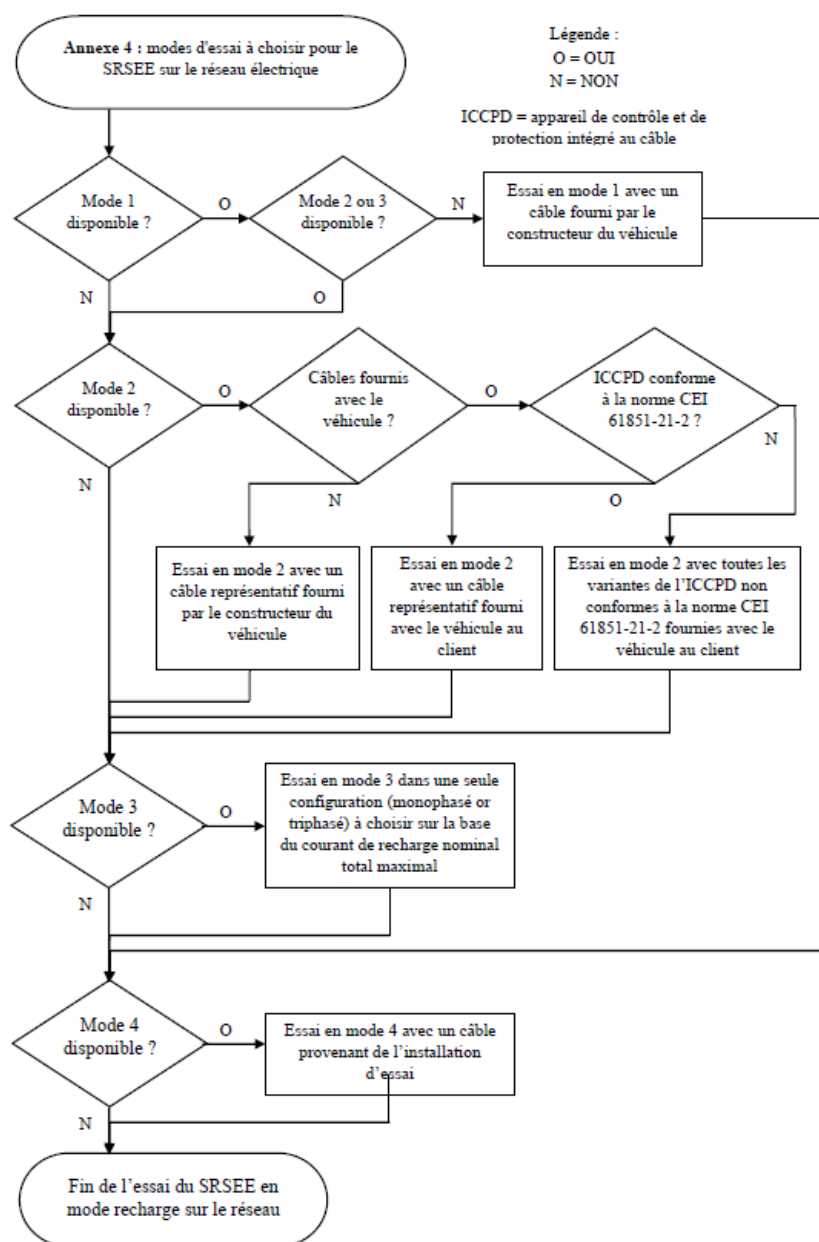 Annexe 4 : modes d'essai à choisir pour le
SRSEE sur le réseau électrique
Légende :
O = OUI
N = NON
ICCPD = appareil de contrôle et de
protection intégré au câble
Mode 1
disponible ?
O
Mode 2 ou 3
disponible ?
N
Essai en mode 1 avec un
câble fourni par le
constructeur du véhicule
N
O
Mode 2
disponible ?
O
Câbles fournis
avec le
véhicule ?
O
ICCPD conforme
à la norme CEI
61851-21-2 ?
N
N
N
O
Essai en mode 2 avec un
câble représentatif fourni
par le constructeur du
véhicule
Essai en mode 2
avec un câble
représentatif fourni
avec le véhicule au
client
Essai en mode 2 avec toutes les
variantes de l’ICCPD non
conformes à la norme CEI
61851-21-2 fournies avec le
véhicule au client
Mode 3
disponible ?
O
Essai en mode 3 dans une seule
configuration (monophasé or
triphasé) à choisir sur la base
du courant de recharge nominal
total maximal
N
Mode 4
disponible ?
O
Essai en mode 4 avec un câble
provenant de l’installation
d’essai
N
Fin de l’essai du SRSEE en
mode recharge sur le réseau